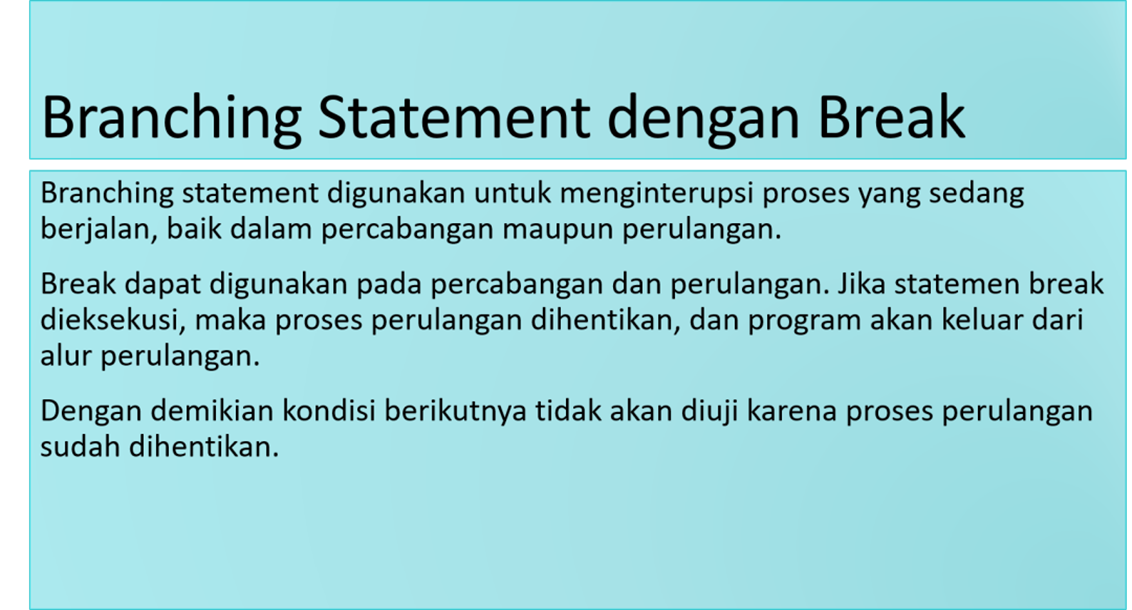 Branching Statement dengan Break
Branching statement digunakan untuk menginterupsi proses yang sedang
berjalan, baik dalam percabangan maupun perulangan.
Break dapat digunakan pada percabangan dan perulangan. Jika statemen break
dieksekusi, maka proses perulangan dihentikan, dan program akan keluar dari
alur perulangan.
Dengan demikian kondisi berikutnya tidak akan diuji karena proses perulangan
sudah dihentikan.